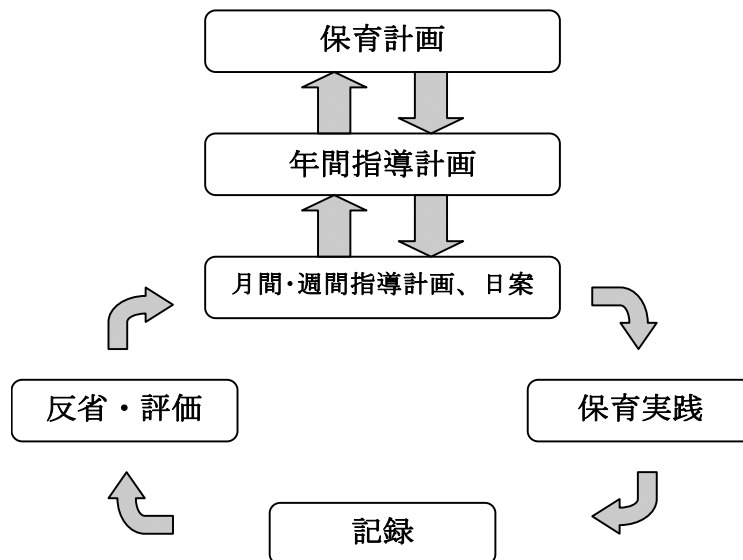 保育計画
年間指導計画
月間・週間指導計画、日案
反省・評価
保育実践
記録